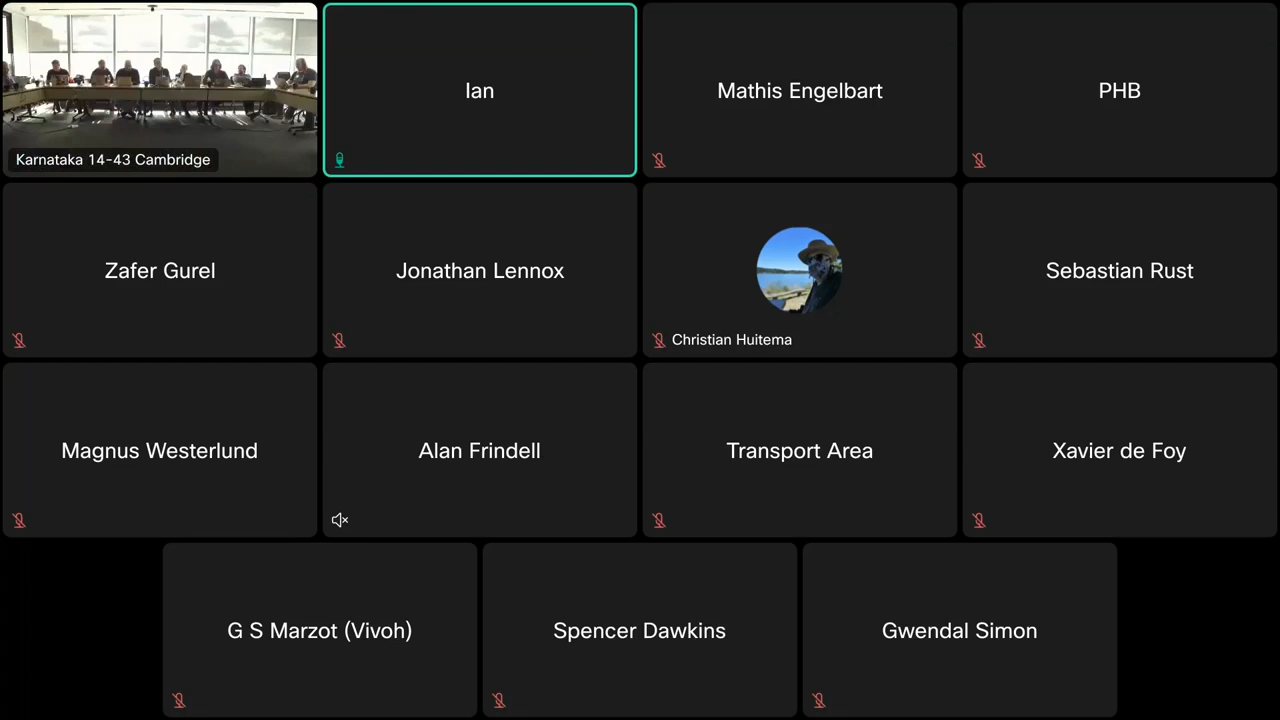 Karnataka 14-43 Cambridge
Ian
Mathis Engelbart
PHB
Zafer Gurel
Jonathan Lennox
Christian Huitema
Sebastian Rust
Magnus Westerlund
Alan Frindell
Transport Area
Xavier de Foy
G S Marzot (Vivoh)
Spencer Dawkins
Gwendal Simon